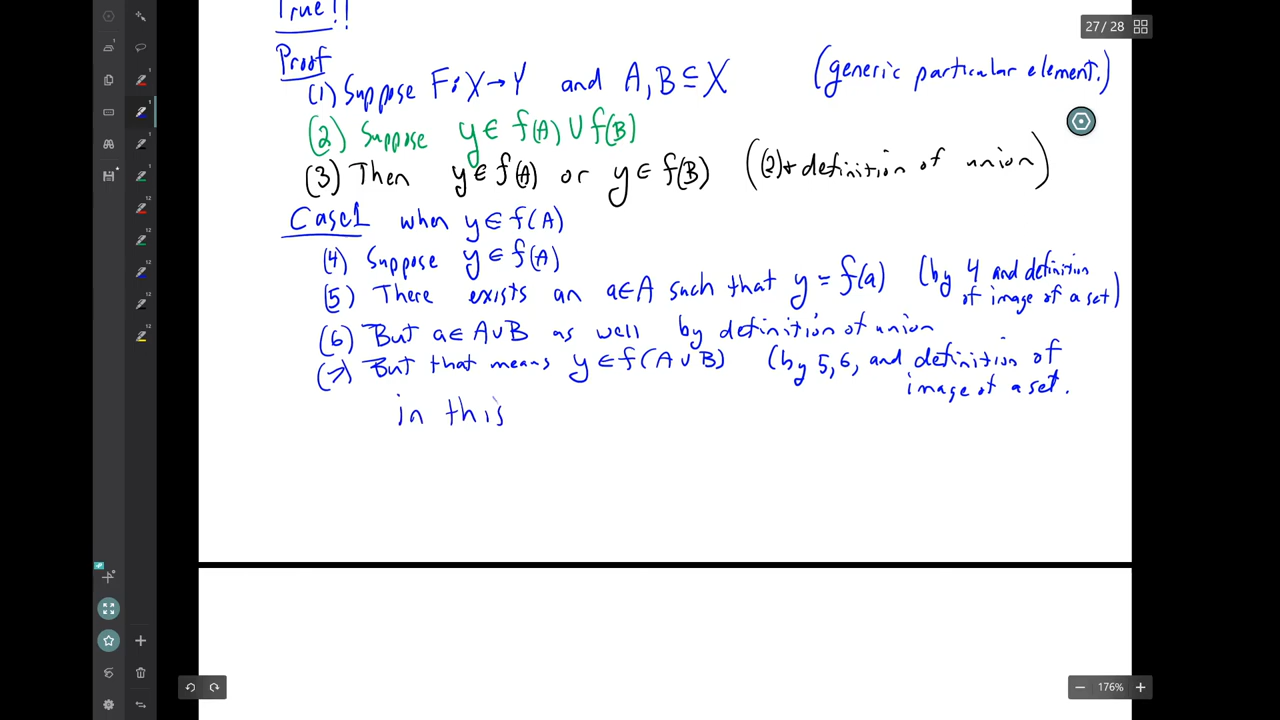 True!!
27 / 28
Proof
(1) Suppose F: X→Y and A, B ⊆ X (generic particular element.)
(2) Suppose y ∈ f(A) ∪ f(B)
(3) Then y ∈ f(A) or y ∈ f(B) ((2)+ definition of union)
Case 1 when y ∈ f(A)
(4) Suppose y ∈ f(A)
(5) There exists an a∈A such that y = f(a) (by 4 and definition
of image of a set)
(6) But a∈ A∪B as well by definition of union
(7) But that means y ∈ f(A ∪ B) (by 5, 6, and definition of
image of a set.
in this
176%